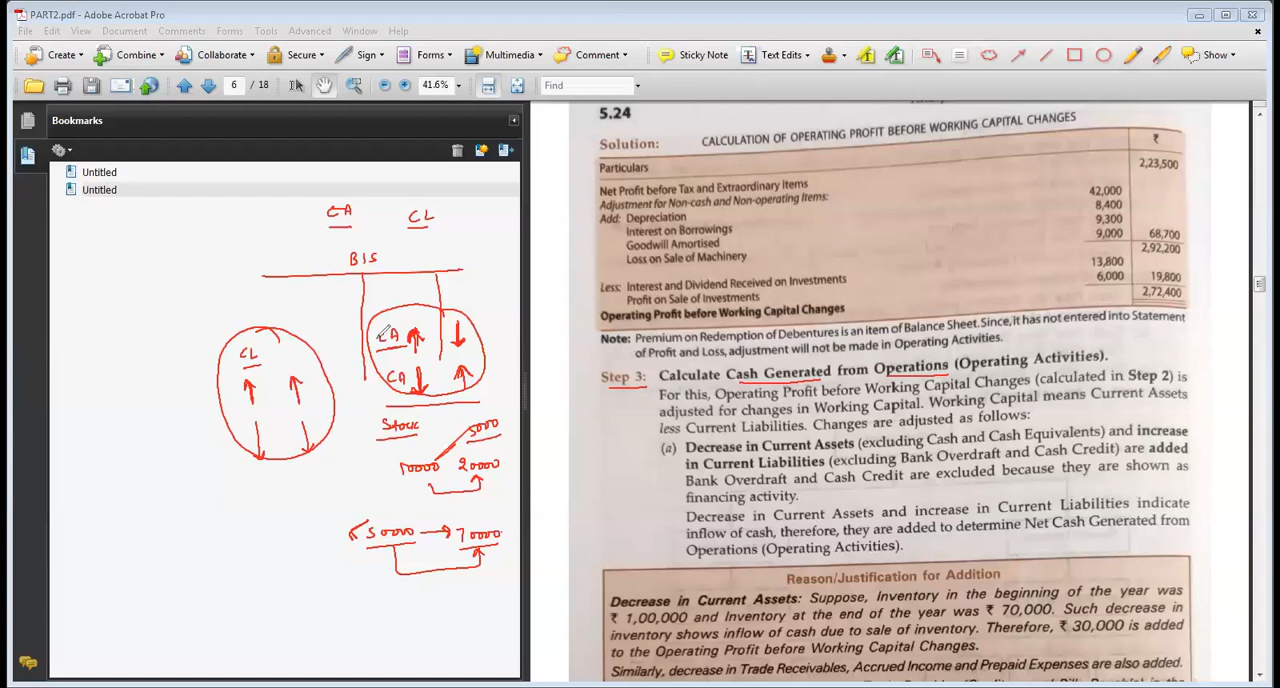 PART2.pdf - Adobe Acrobat Pro
File Edit View Document Comments Forms Tools Advanced Window Help
Create Combine Collaborate Secure Sign Forms Multimedia Comment Sticky Note Text Edits Show
6 / 18 41.6% Find
Bookmarks
Untitled
Untitled
CA CL
B/S
CA
CA
CL
Stock
5000
10000 20000
50000 70000
5.24
Solution: CALCULATION OF OPERATING PROFIT BEFORE WORKING CAPITAL CHANGES
Particulars ₹
Net Profit before Tax and Extraordinary Items 2,23,500
Adjustment for Non-cash and Non-operating Items:
Add: Depreciation 42,000
Interest on Borrowings 8,400
Goodwill Amortised 9,300
Loss on Sale of Machinery 9,000 68,700
2,92,200
Less: Interest and Dividend Received on Investments 13,800
Profit on Sale of Investments 6,000 19,800
Operating Profit before Working Capital Changes 2,72,400
Note: Premium on Redemption of Debentures is an item of Balance Sheet. Since, it has not entered into Statement
of Profit and Loss, adjustment will not be made in Operating Activities.
Step 3: Calculate Cash Generated from Operations (Operating Activities).
For this, Operating Profit before Working Capital Changes (calculated in Step 2) is
adjusted for changes in Working Capital. Working Capital means Current Assets
less Current Liabilities. Changes are adjusted as follows:
(a) Decrease in Current Assets (excluding Cash and Cash Equivalents) and increase
in Current Liabilities (excluding Bank Overdraft and Cash Credit) are added
Bank Overdraft and Cash Credit are excluded because they are shown as
financing activity.
Decrease in Current Assets and increase in Current Liabilities indicate
inflow of cash, therefore, they are added to determine Net Cash Generated from
Operations (Operating Activities).
Reason/Justification for Addition
Decrease in Current Assets: Suppose, Inventory in the beginning of the year was
₹ 1,00,000 and Inventory at the end of the year was ₹ 70,000. Such decrease in
inventory shows inflow of cash due to sale of inventory. Therefore, ₹ 30,000 is added
to the Operating Profit before Working Capital Changes.
Similarly, decrease in Trade Receivables, Accrued Income and Prepaid Expenses are also added.